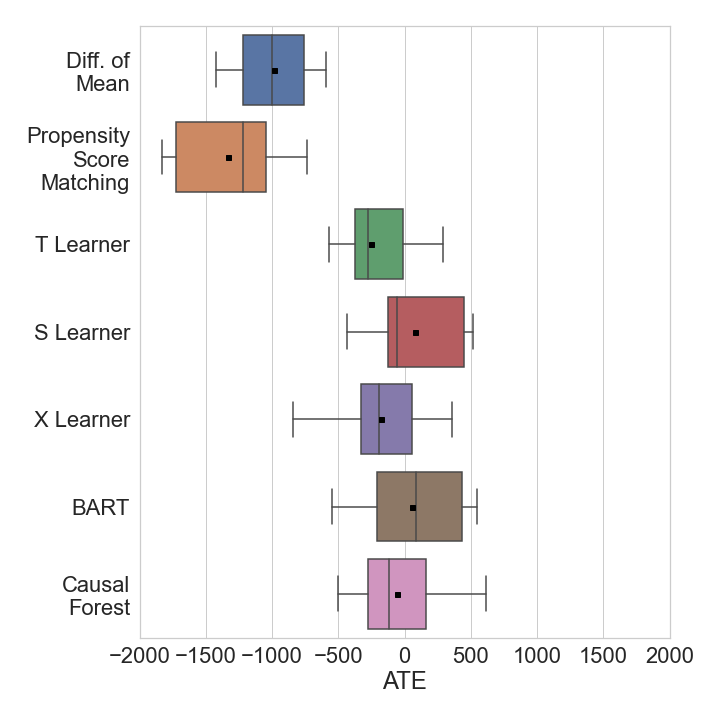 Diff. of
Mean
Propensity
Score
Matching
T Learner
S Learner
X Learner
BART
Causal
Forest
−2000 −1500 −1000 −500 0 500 1000 1500 2000
ATE